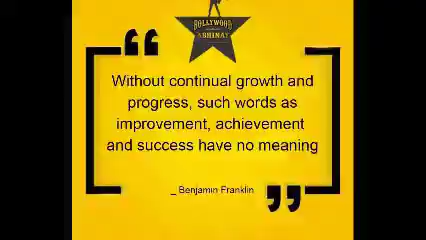 BOLLYWOOD
ABHINAY
Without continual growth and
progress, such words as
improvement, achievement
and success have no meaning
_ Benjamin Franklin